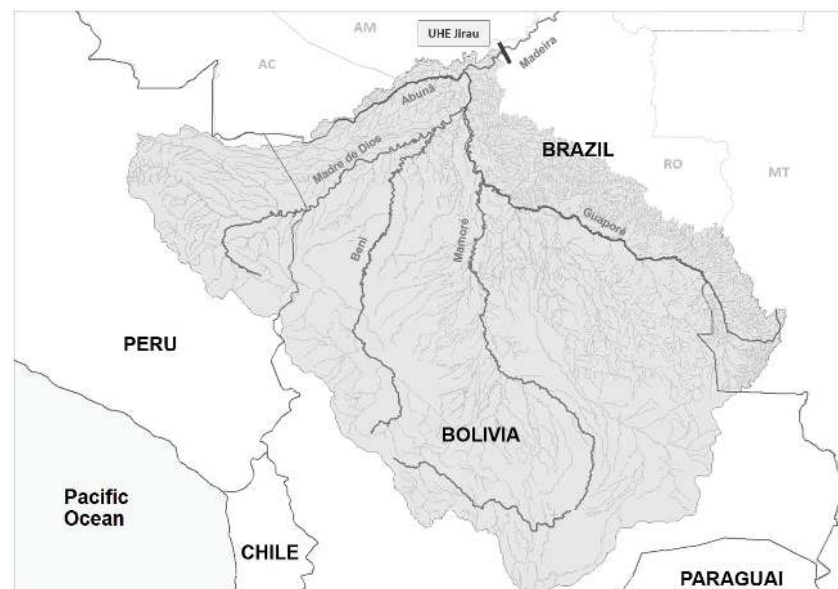 AM
UHE Jirau
Madeira
AC
Abunã
Madre de Dios
BRAZIL
RO
MT
Guaporé
Beni
Mamoré
PERU
BOLIVIA
Pacific
Ocean
CHILE
PARAGUAI